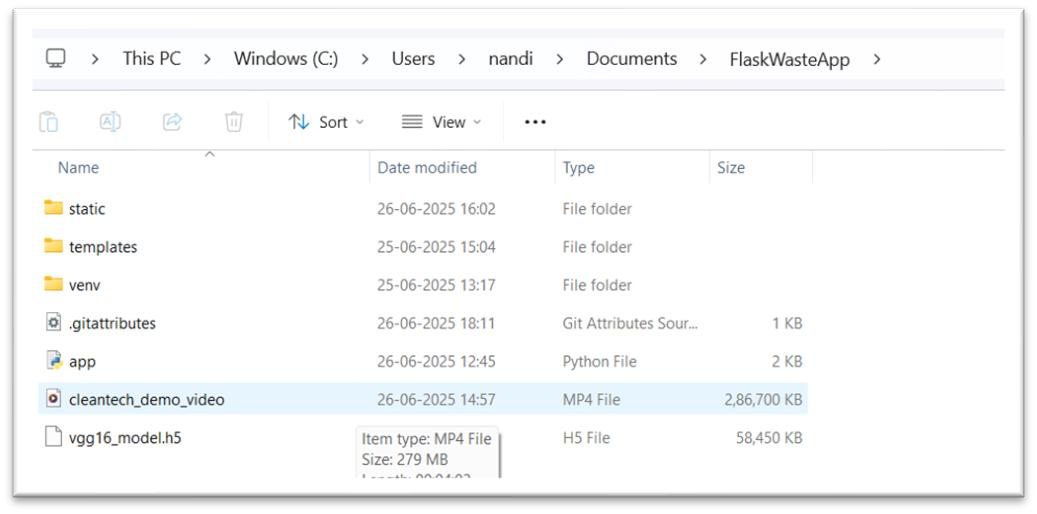 This PC > Windows (C:) > Users > nandi > Documents > FlaskWasteApp >
Sort View
Name Date modified Type Size
static 26-06-2025 16:02 File folder
templates 25-06-2025 15:04 File folder
venv 25-06-2025 13:17 File folder
.gitattributes 26-06-2025 18:11 Git Attributes Sour... 1 KB
app 26-06-2025 12:45 Python File 2 KB
cleantech_demo_video 26-06-2025 14:57 MP4 File 2,86,700 KB
vgg16_model.h5 H5 File 58,450 KB
Item type: MP4 File
Size: 279 MB